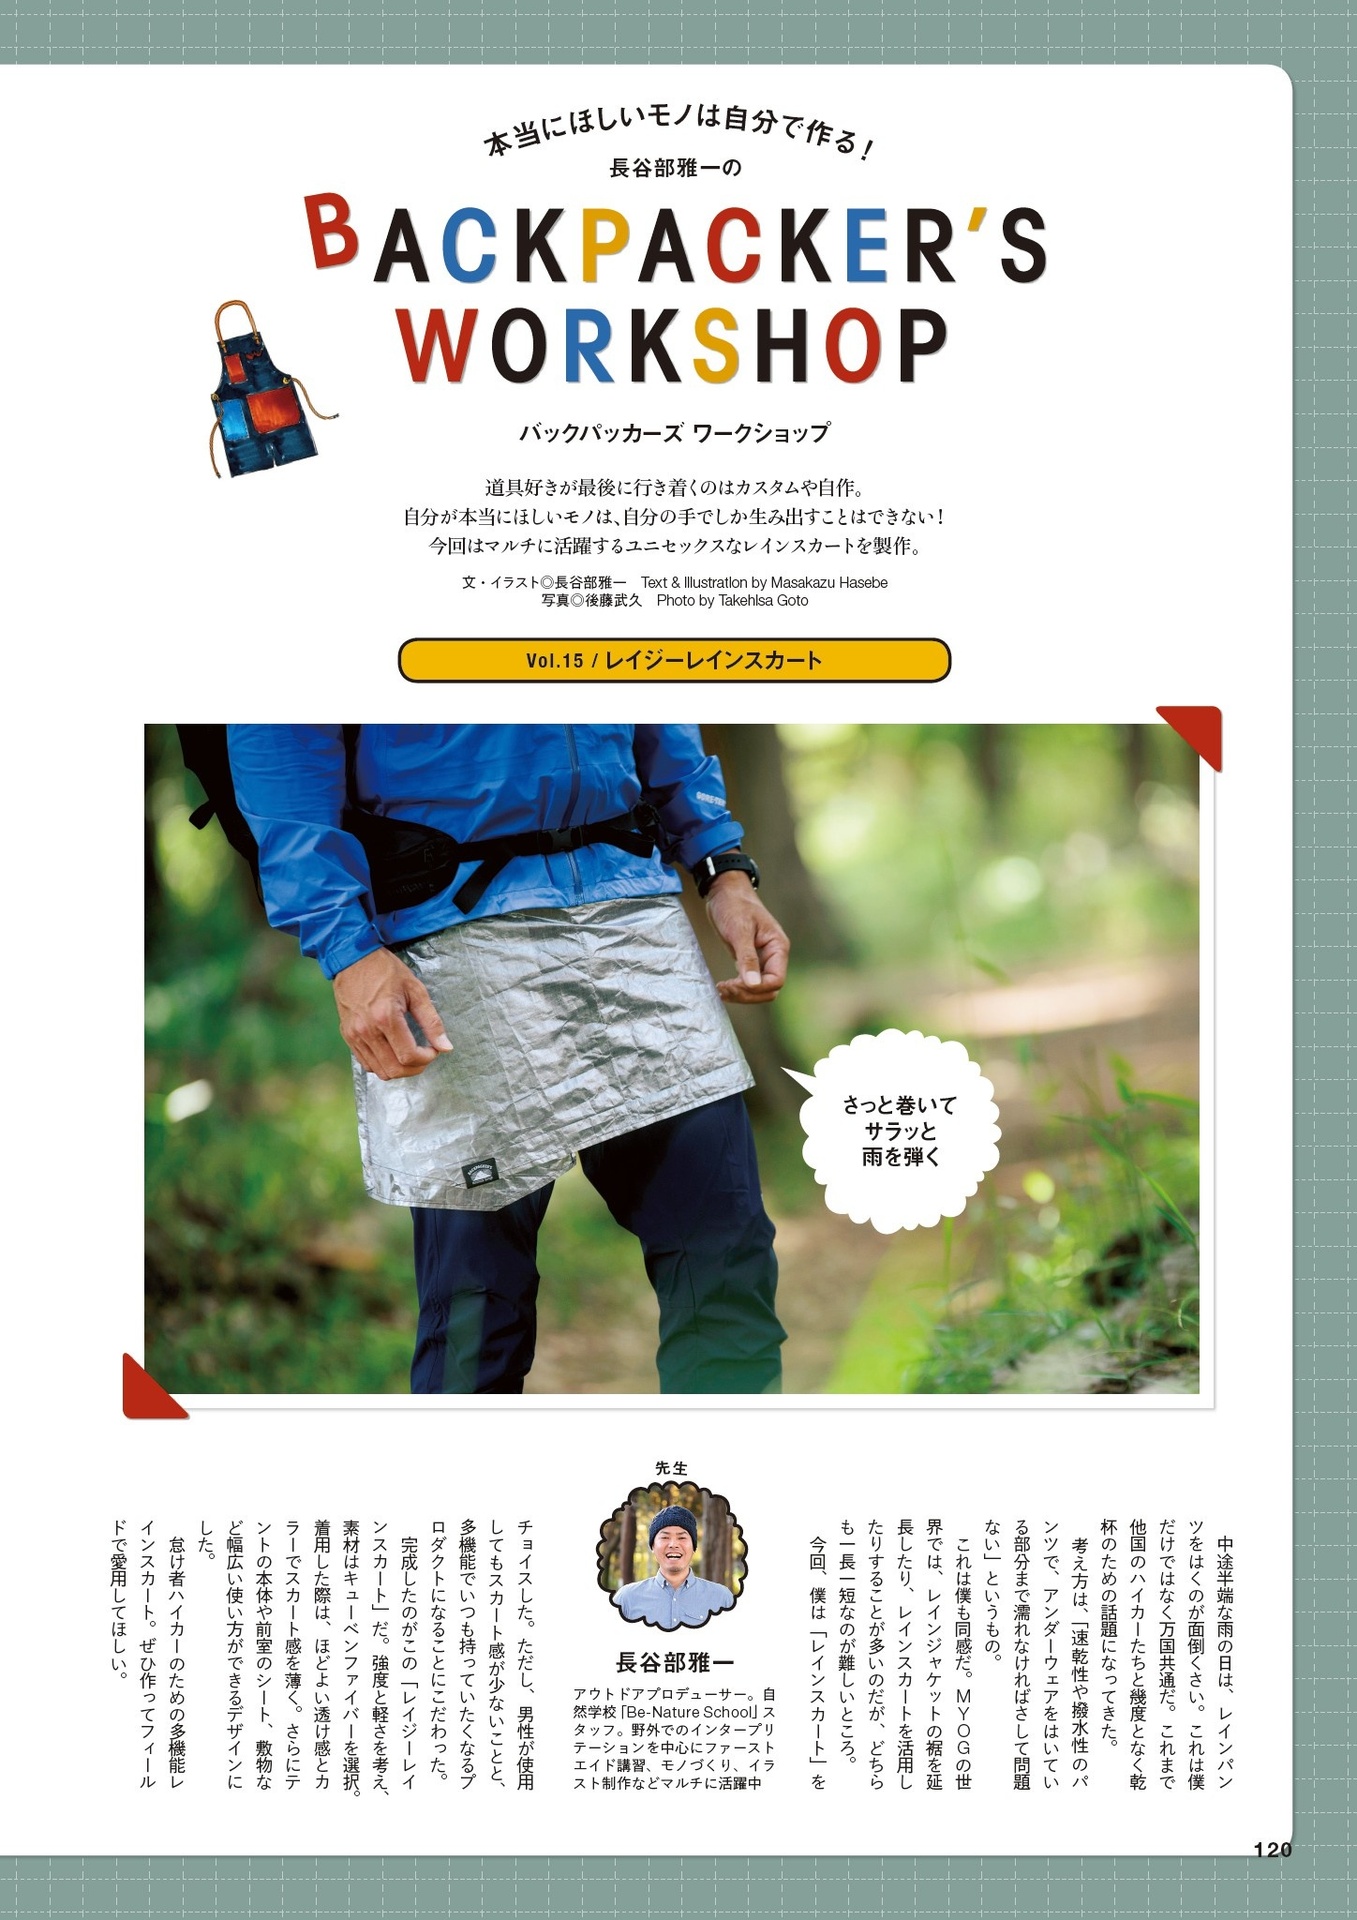 本当にほしいモノは自分で作る!
長谷部雅一の
BACKPACKER'S
WORKSHOP
バックパッカーズ ワークショップ
道具好きが最後に行き着くのはカスタムや自作。
自分が本当にほしいモノは、自分の手でしか生み出すことはできない!
今回はマルチに活躍するユニセックスなレインスカートを製作。
文・イラスト◎長谷部雅一 Text & Illustration by Masakazu Hasebe
写真◎後藤武久 Photo by Takehisa Goto
Vol.15 / レイジーレインスカート
GORE-TEX
さっと巻いて
サラッと
雨を弾く
BACKPACKER'S
中途半端な雨の日は、レインパン
ツをはくのが面倒くさい。これは僕
だけではなく万国共通だ。これまで
他国のハイカーたちと幾度となく乾
杯のための話題になってきた。
考え方は、「速乾性や撥水性のパ
ンツで、アンダーウェアをはいてい
る部分まで濡れなければさして問題
ない」というもの。
これは僕も同感だ。MYOGの世
界では、レインジャケットの裾を延
長したり、レインスカートを活用し
たりすることが多いのだが、どちら
も一長一短なのが難しいところ。
今回、僕は「レインスカート」を
先生
長谷部雅一
アウトドアプロデューサー。自
然学校「Be-Nature School」ス
タッフ。野外でのインタープリ
テーションを中心にファースト
エイド講習、モノづくり、イラ
スト制作などマルチに活躍中
チョイスした。ただし、男性が使用
してもスカート感が少ないことと、
多機能でいつも持っていたくなるプ
ロダクトになることにこだわった。
完成したのがこの「レイジーレイ
ンスカート」だ。強度と軽さを考え、
素材はキューベンファイバーを選択。
着用した際は、ほどよい透け感とカ
ラーでスカート感を薄く。さらにテ
ントの本体や前室のシート、敷物な
ど幅広い使い方ができるデザインに
した。
怠け者ハイカーのための多機能レ
インスカート。ぜひ作ってフィール
ドで愛用してほしい。
120